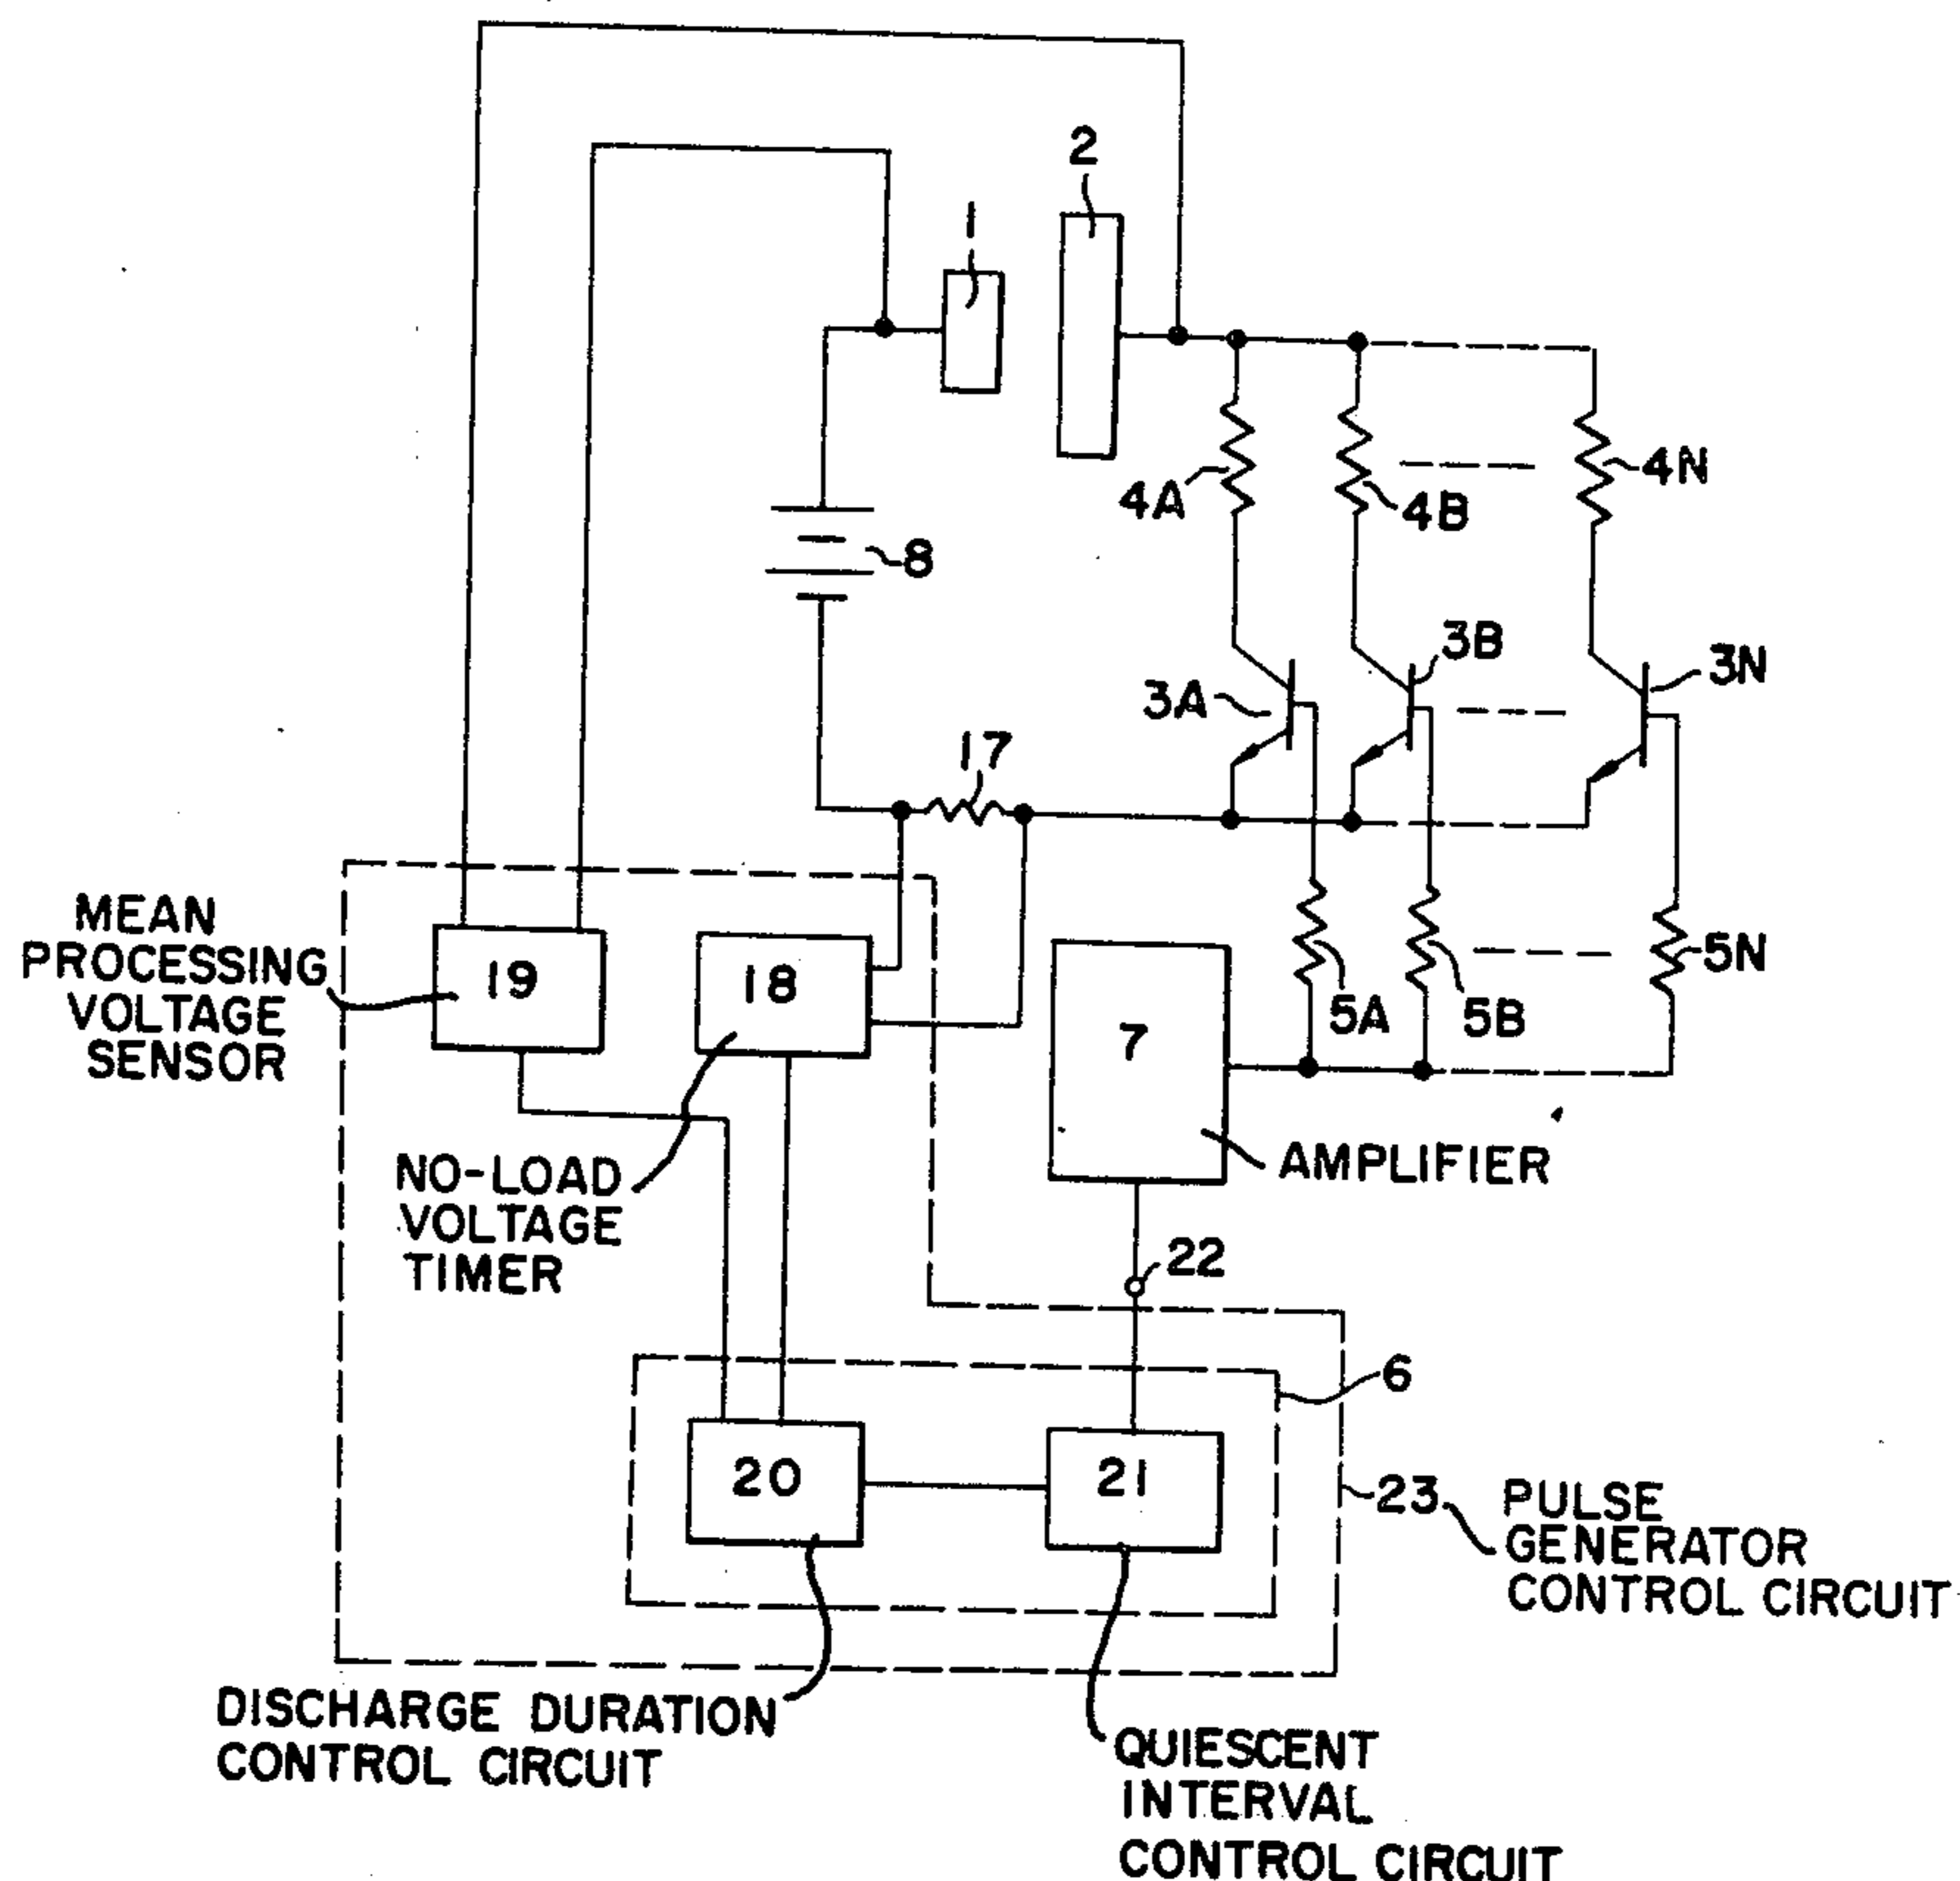 2
1
4A
4B
4N
8
3A
3B
3N
17
MEAN
PROCESSING
VOLTAGE
SENSOR
19
18
7
5A
5B
5N
NO-LOAD
VOLTAGE
TIMER
AMPLIFIER
22
6
20
21
23
PULSE
GENERATOR
CONTROL CIRCUIT
DISCHARGE DURATION
CONTROL CIRCUIT
QUIESCENT
INTERVAL
CONTROL CIRCUIT